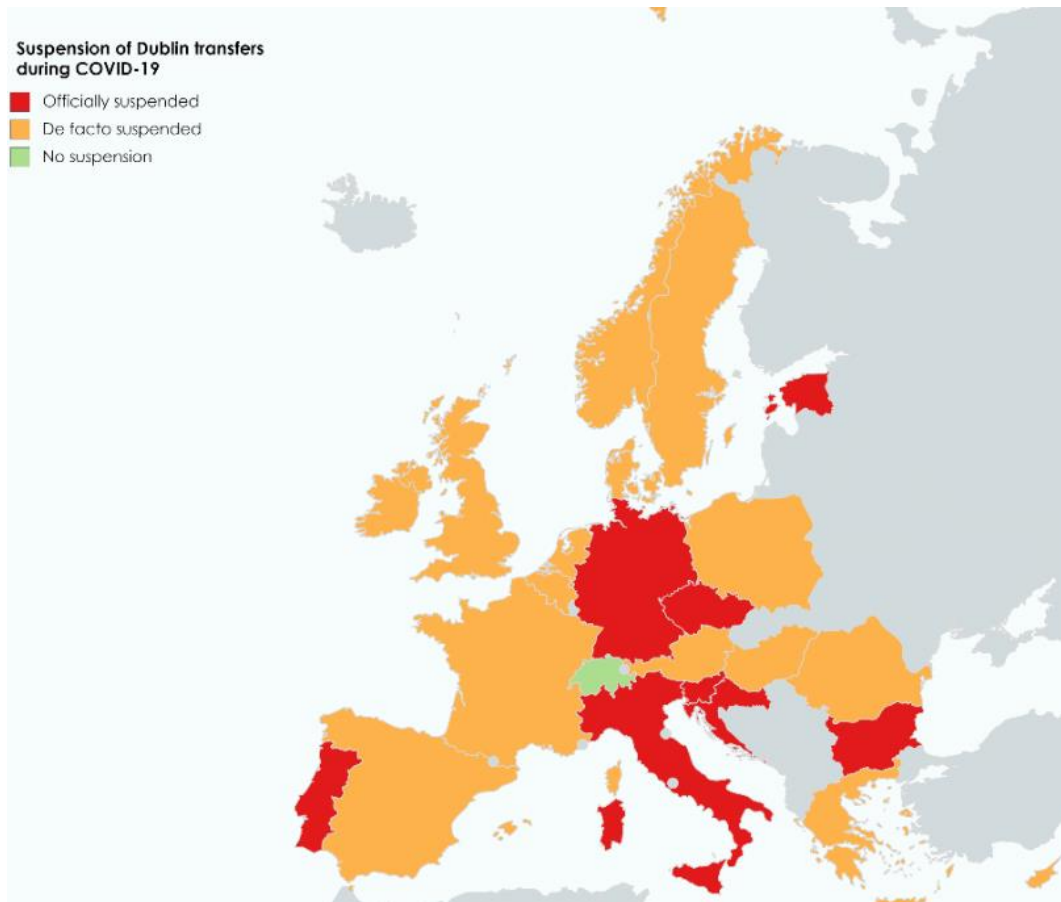 Suspension of Dublin transfers
during COVID-19
Officially suspended
De facto suspended
No suspension